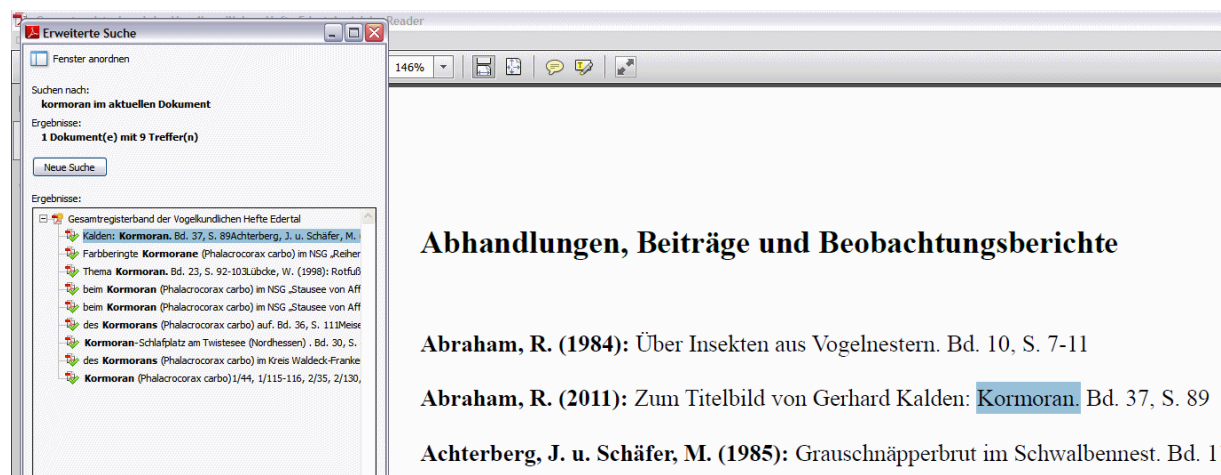 Reader
Erweiterte Suche
Fenster anordnen
146%
Suchen nach:
kormoran im aktuellen Dokument
Ergebnisse:
1 Dokument(e) mit 9 Treffer(n)
Neue Suche
Ergebnisse:
Gesamtregisterband der Vogelkundlichen Hefte Edertal
Kalden: Kormoran. Bd. 37, S. 89Achterberg, J. u. Schäfer, M.
Farbberingte Kormorane (Phalacrocorax carbo) im NSG „Reiher
Thema Kormoran. Bd. 23, S. 92-103Lübcke, W. (1998): Rotfuß
beim Kormoran (Phalacrocorax carbo) im NSG „Stausee von Aff
beim Kormoran (Phalacrocorax carbo) im NSG „Stausee von Aff
des Kormorans (Phalacrocorax carbo) auf. Bd. 36, S. 111Meise
Kormoran-Schlafplatz am Twistesee (Nordhessen) . Bd. 30, S.
des Kormorans (Phalacrocorax carbo) im Kreis Waldeck-Franke
Kormoran (Phalacrocorax carbo)1/44, 1/115-116, 2/35, 2/130,
Abhandlungen, Beiträge und Beobachtungsberichte
Abraham, R. (1984): Über Insekten aus Vogelnestern. Bd. 10, S. 7-11
Abraham, R. (2011): Zum Titelbild von Gerhard Kalden: Kormoran. Bd. 37, S. 89
Achterberg, J. u. Schäfer, M. (1985): Grauschnäpperbrut im Schwalbennest. Bd. 1